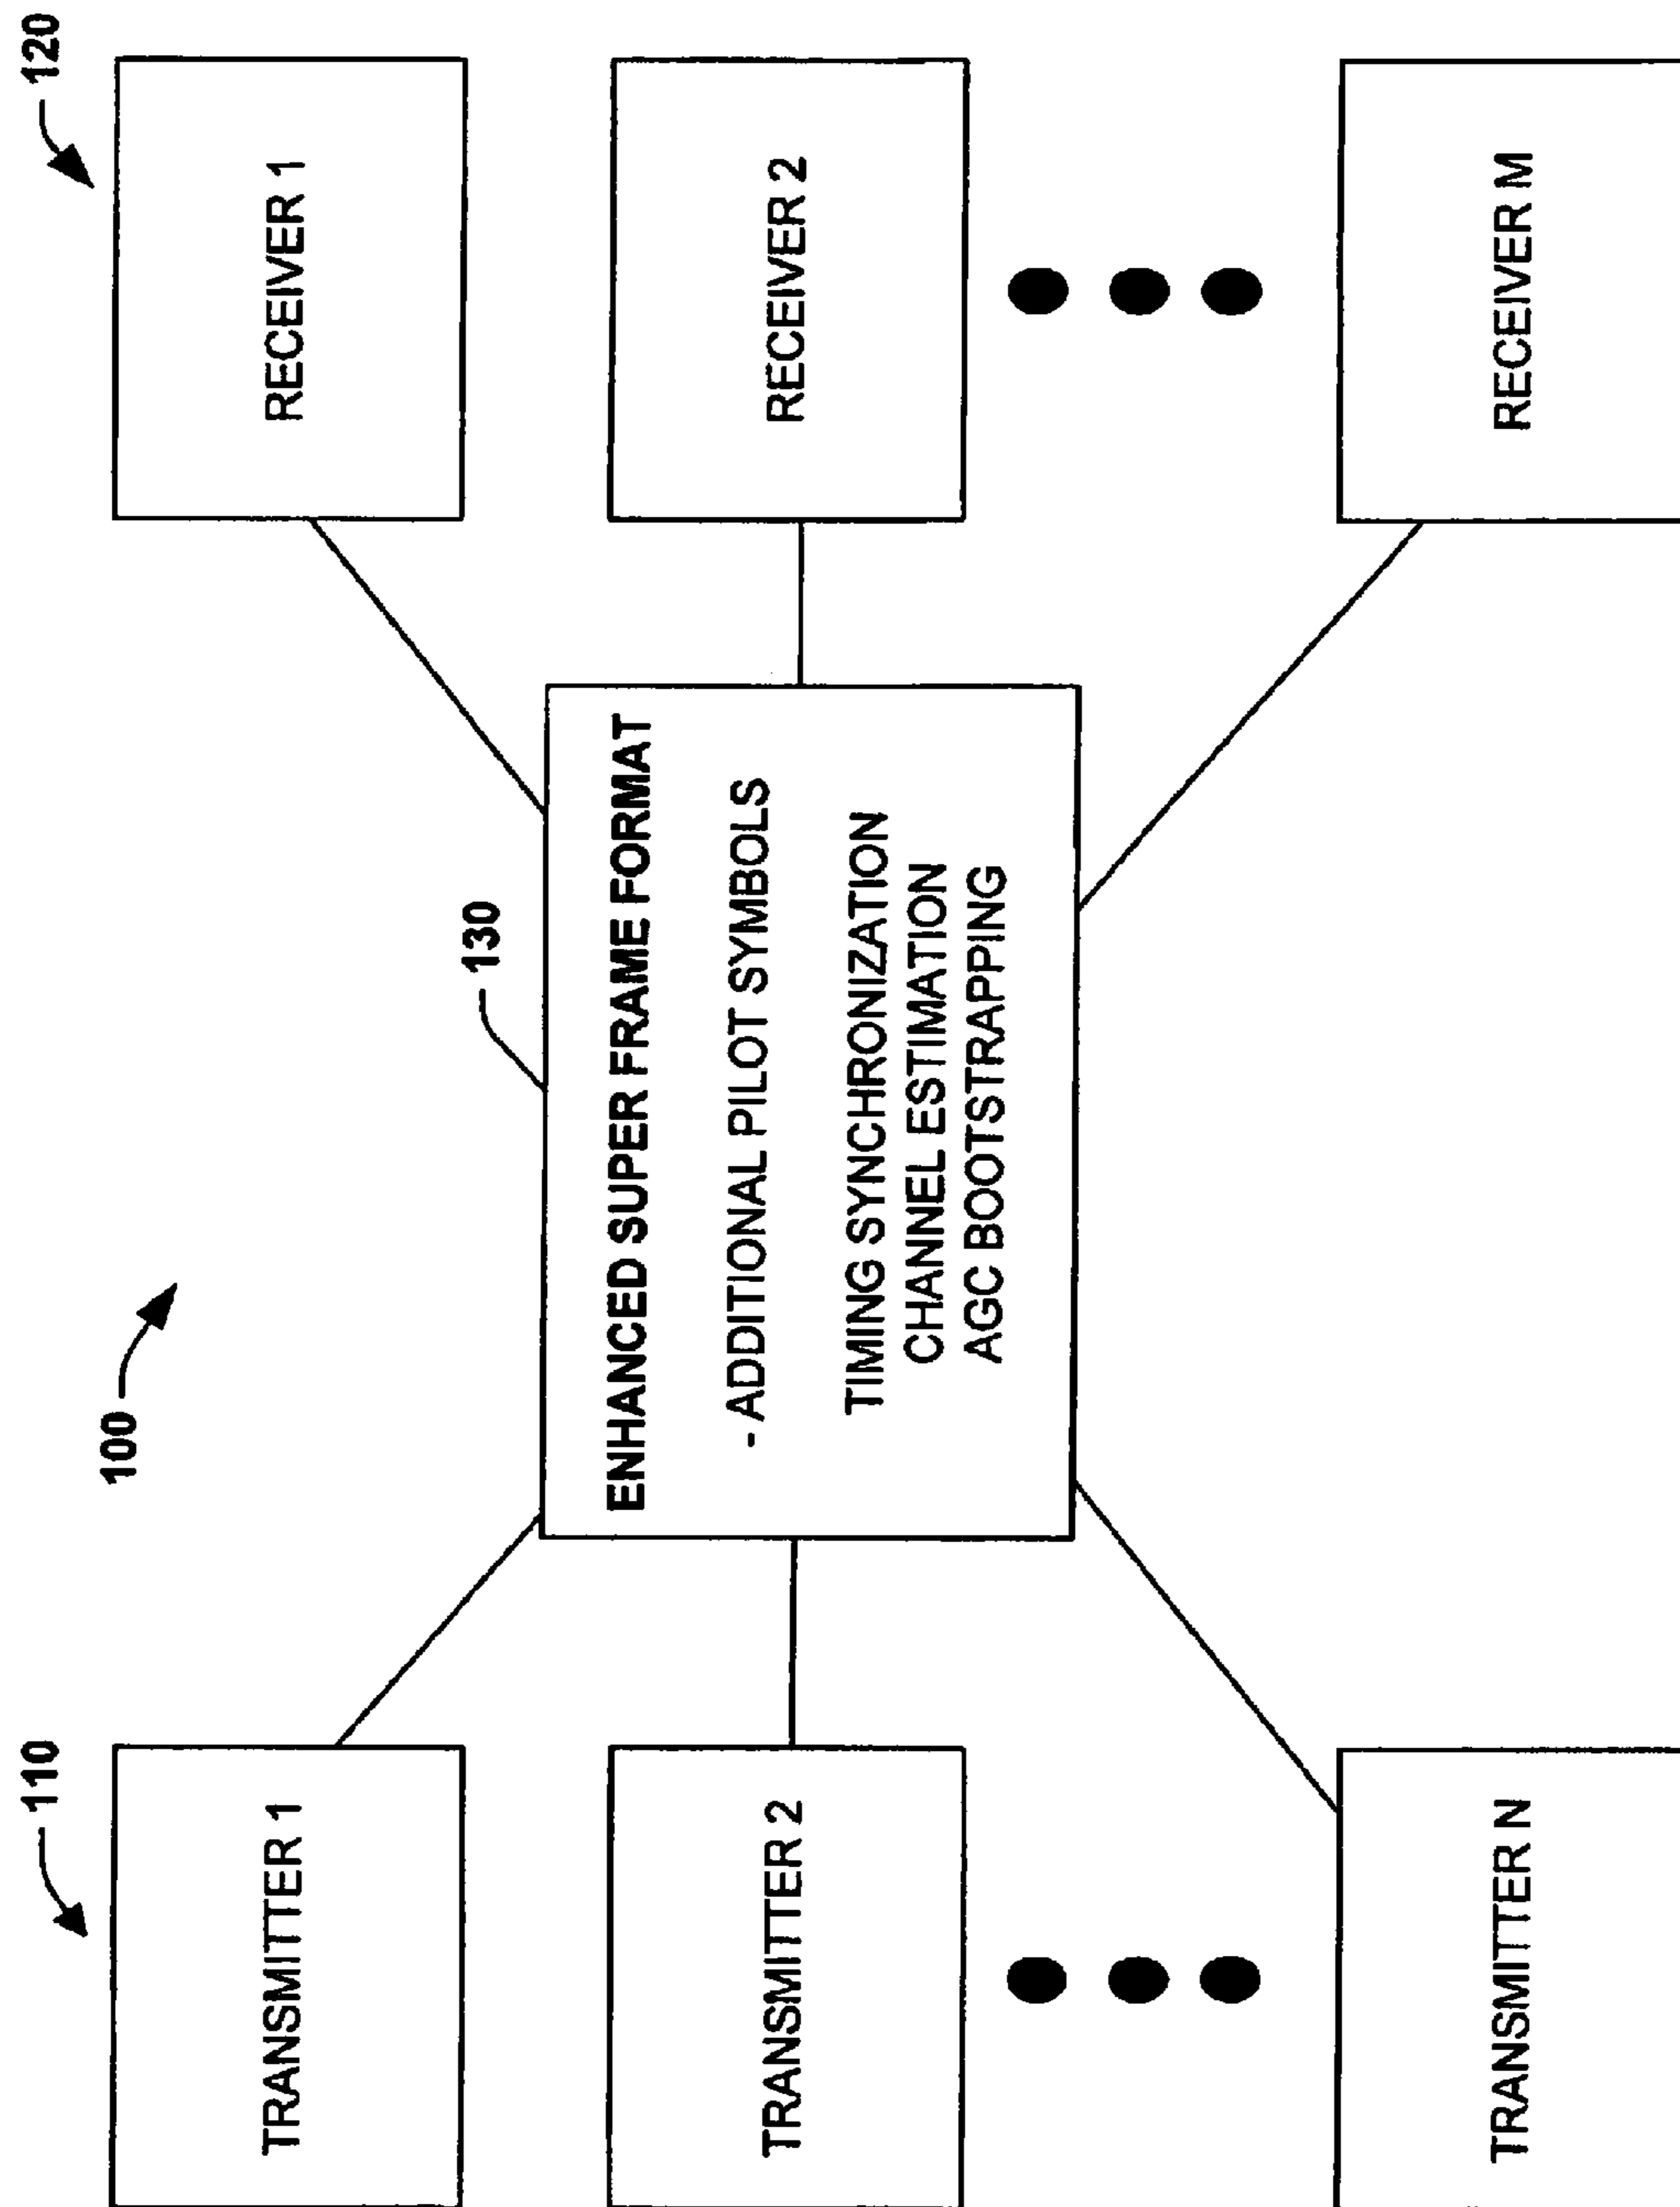 100
110
120
TRANSMITTER 1
TRANSMITTER 2
TRANSMITTER N
130
ENHANCED SUPER FRAME FORMAT
- ADDITIONAL PILOT SYMBOLS
TIMING SYNCHRONIZATION
CHANNEL ESTIMATION
AGC BOOTSTRAPPING
RECEIVER 1
RECEIVER 2
RECEIVER M